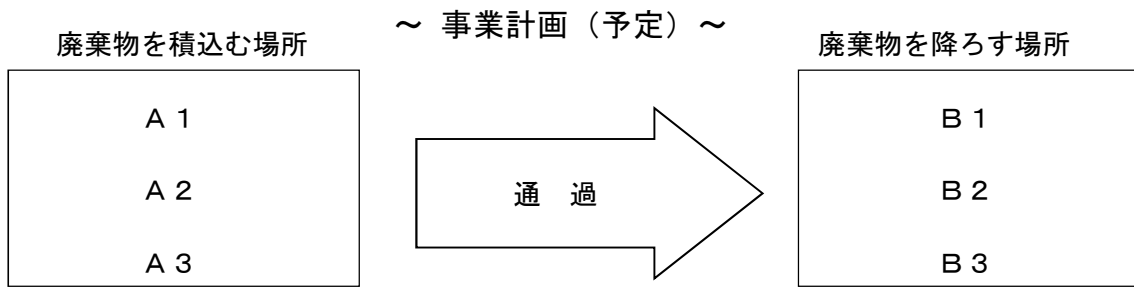 ~ 事業計画（予定）~
廃棄物を積込む場所
廃棄物を降ろす場所
Ａ１
Ａ２
Ａ３
通　過
Ｂ１
Ｂ２
Ｂ３